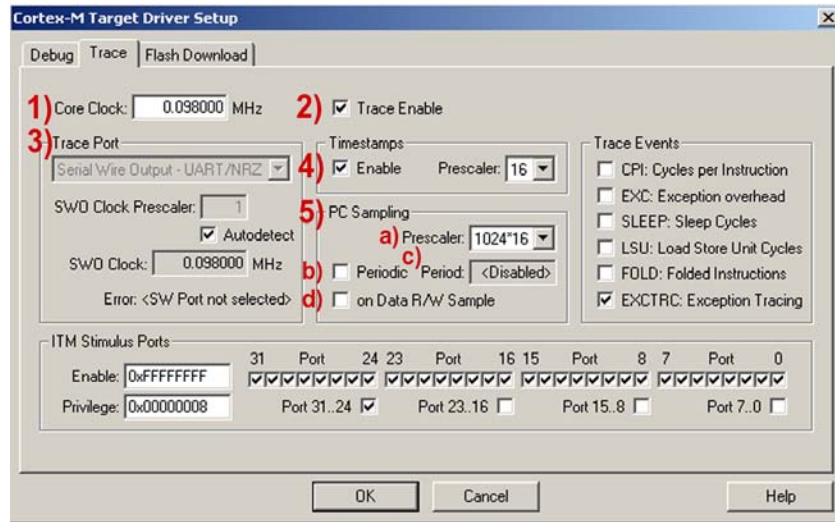 Cortex-M Target Driver Setup
Debug Trace Flash Download
1) Core Clock: 0.098000 MHz
2) Trace Enable
3) Trace Port
Serial Wire Output - UART/NRZ
SWO Clock Prescaler: 1
Autodetect
SWO Clock: 0.098000 MHz
Error: <SW Port not selected>
Timestamps
4) Enable Prescaler: 16
5) PC Sampling
a) Prescaler: 1024*16
c)
b) Periodic Period: <Disabled>
d) on Data R/W Sample
Trace Events
CPI: Cycles per Instruction
EXC: Exception overhead
SLEEP: Sleep Cycles
LSU: Load Store Unit Cycles
FOLD: Folded Instructions
EXCTRC: Exception Tracing
ITM Stimulus Ports
31 Port 24 23 Port 16 15 Port 8 7 Port 0
Enable: 0xFFFFFFFF
Privilege: 0x00000008 Port 31..24 Port 23..16 Port 15..8 Port 7..0
OK Cancel Help